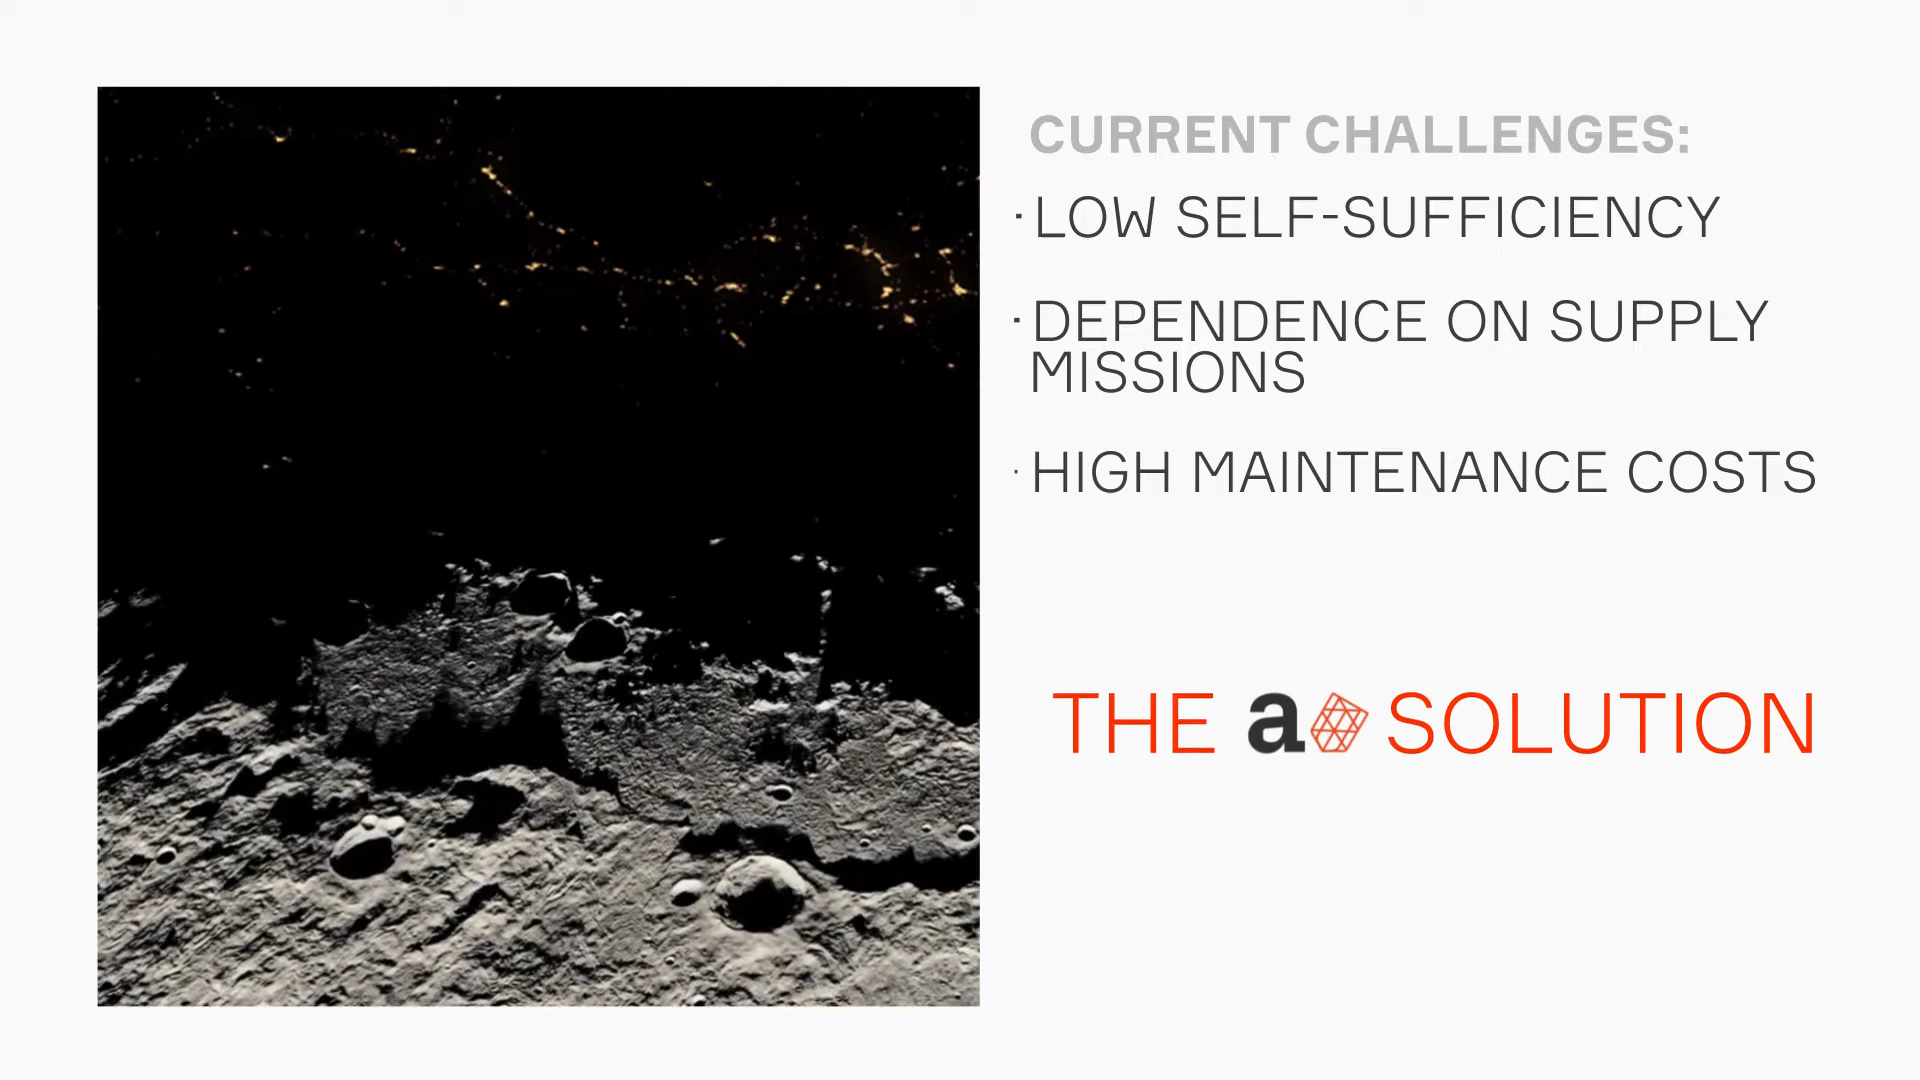 CURRENT CHALLENGES:
· LOW SELF-SUFFICIENCY
· DEPENDENCE ON SUPPLY
MISSIONS
· HIGH MAINTENANCE COSTS
THE a SOLUTION